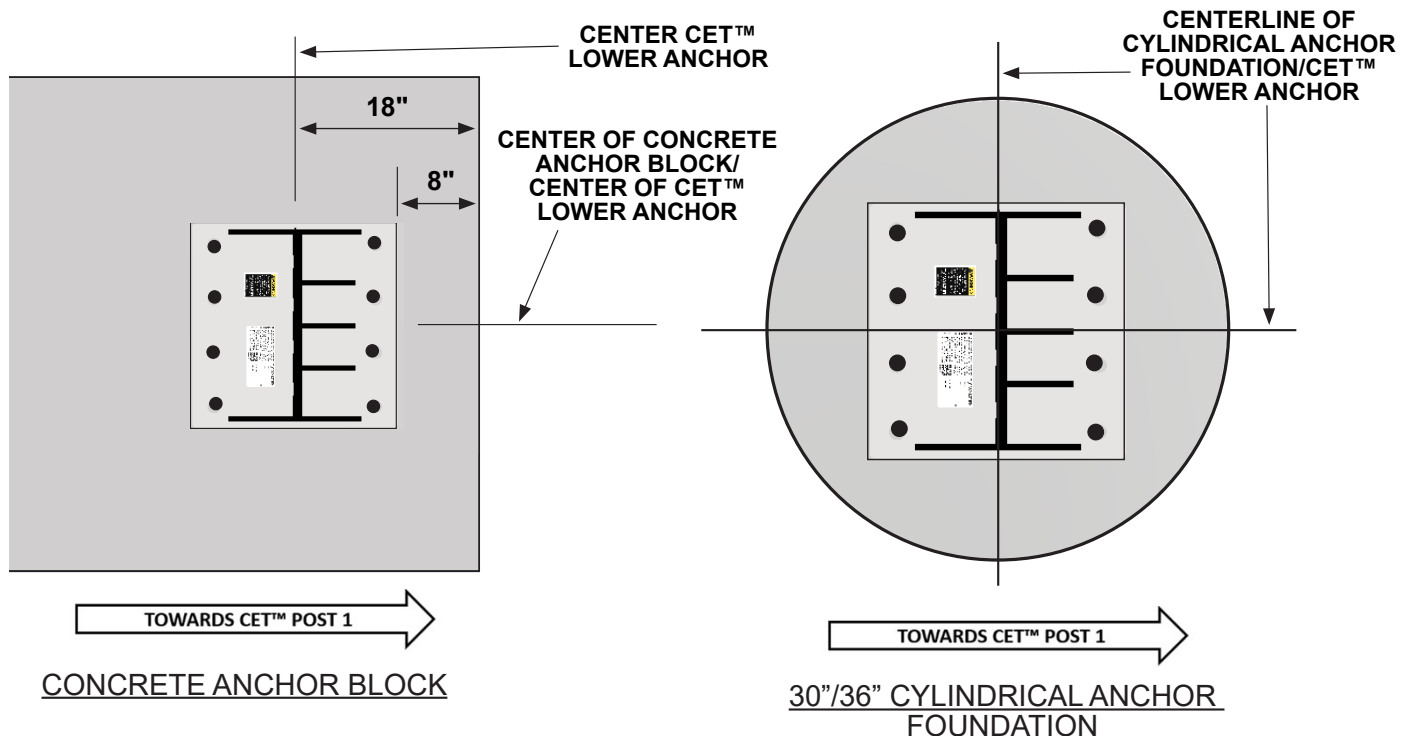 CENTER CET™
LOWER ANCHOR
18"
8"
CENTER OF CONCRETE
ANCHOR BLOCK/
CENTER OF CET™
LOWER ANCHOR
TOWARDS CET™ POST 1
CONCRETE ANCHOR BLOCK
CENTERLINE OF
CYLINDRICAL ANCHOR
FOUNDATION/CET™
LOWER ANCHOR
TOWARDS CET™ POST 1
30”/36” CYLINDRICAL ANCHOR
FOUNDATION